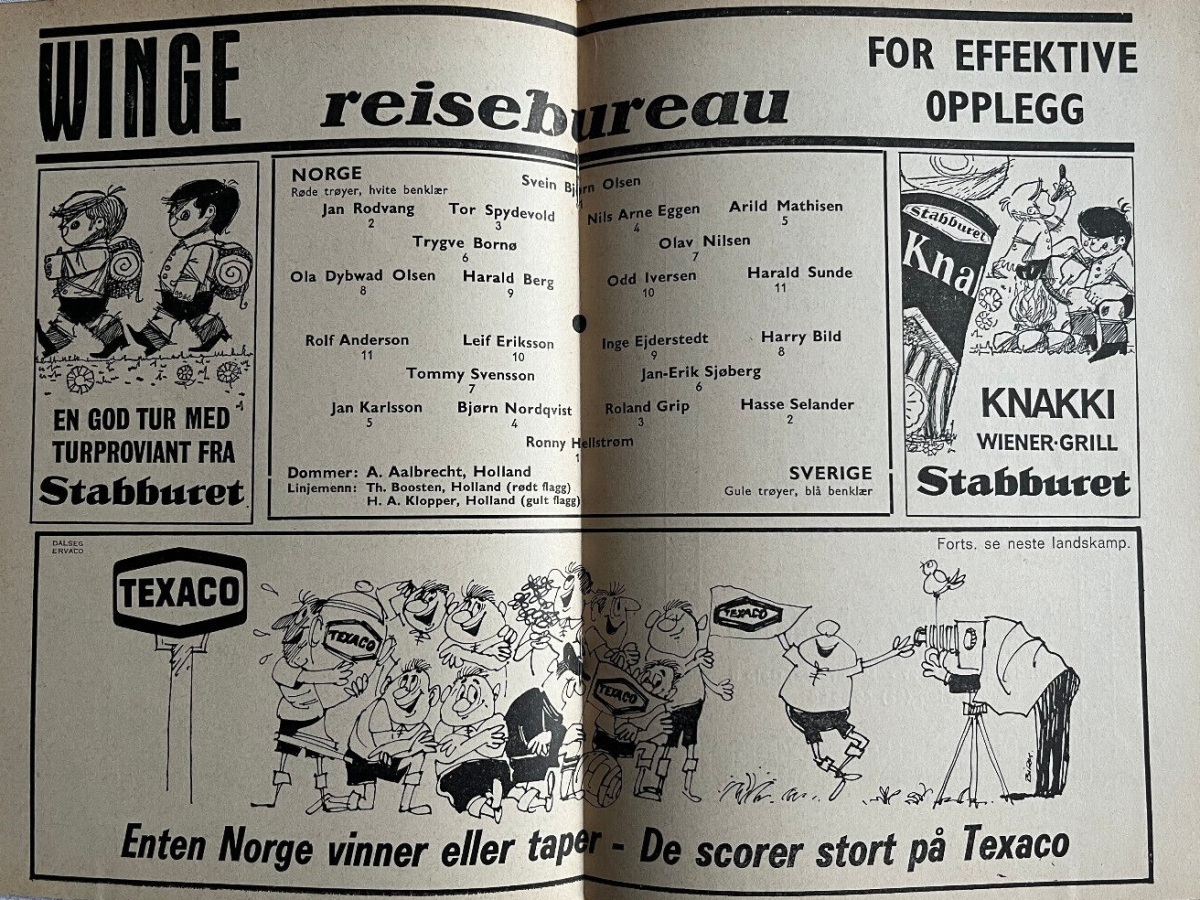 WINGE reisebureau
FOR EFFEKTIVE
OPPLEGG
EN GOD TUR MED
TURPROVIANT FRA
Stabburet
NORGE
Røde trøyer, hvite benklær
Svein Bjørn Olsen
Jan Rodvang Tor Spydevold Nils Arne Eggen Arild Mathisen
2 3 4 5
Trygve Bornø Olav Nilsen
6 7
Ola Dybwad Olsen Harald Berg Odd Iversen Harald Sunde
8 9 10 11
Rolf Anderson Leif Eriksson Inge Ejderstedt Harry Bild
11 10 9 8
Tommy Svensson Jan-Erik Sjøberg
7 6
Jan Karlsson Bjørn Nordqvist Roland Grip Hasse Selander
5 4 3 2
Ronny Hellstrøm
1
Dommer: A. Aalbrecht, Holland
Linjemenn: Th. Boosten, Holland (rødt flagg)
H. A. Klopper, Holland (gult flagg)
SVERIGE
Gule trøyer, blå benklær
stabburet
Kna
KNAKKI
WIENER-GRILL
Stabburet
DALSEG
ERVACO
Forts. se neste landskamp.
TEXACO
TEXACO
TEXACO
TEXACO
Enten Norge vinner eller taper - De scorer stort på Texaco